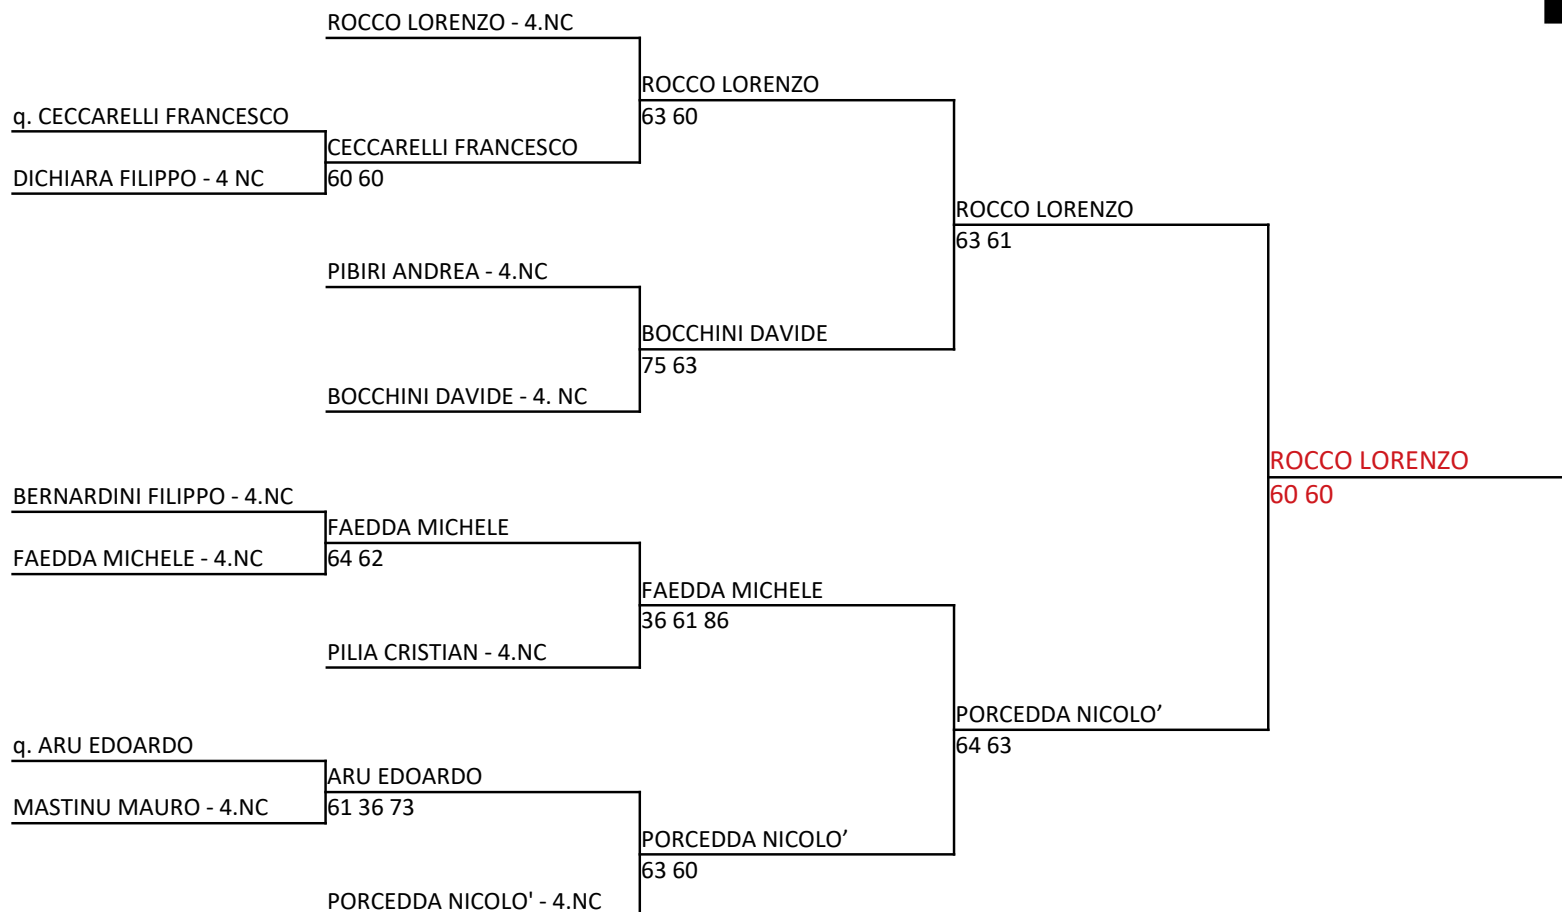 ROCCO LORENZO - 4.NC
ROCCO LORENZO
q. CECCARELLI FRANCESCO
63 60
CECCARELLI FRANCESCO
DICHIARA FILIPPO - 4 NC
60 60
ROCCO LORENZO
63 61
PIBIRI ANDREA - 4.NC
BOCCHINI DAVIDE
75 63
BOCCHINI DAVIDE - 4. NC
ROCCO LORENZO
60 60
BERNARDINI FILIPPO - 4.NC
FAEDDA MICHELE
FAEDDA MICHELE - 4.NC
64 62
FAEDDA MICHELE
36 61 86
PILIA CRISTIAN - 4.NC
PORCEDDA NICOLO’
64 63
q. ARU EDOARDO
ARU EDOARDO
MASTINU MAURO - 4.NC
61 36 73
PORCEDDA NICOLO’
63 60
PORCEDDA NICOLO' - 4.NC